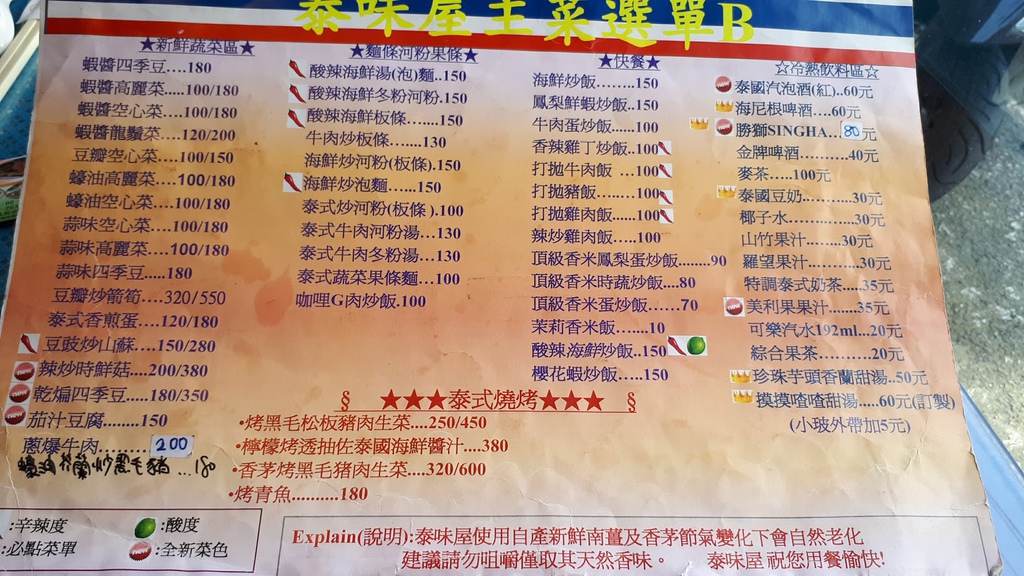 泰味屋主菜選單B
★新鮮蔬菜區★
蝦醬四季豆....180
蝦醬高麗菜.....100/180
蝦醬空心菜....100/180
蝦醬龍鬚菜....120/200
豆瓣空心菜....100/150
蠔油高麗菜....100/180
蠔油空心菜....100/180
蒜味空心菜....100/180
蒜味高麗菜....100/180
蒜味四季豆.....180
豆瓣炒箭筍....320/550
泰式香煎蛋....120/180
豆豉炒山蘇....150/280
辣炒時鮮菇....200/380
乾煸四季豆....180/350
茄汁豆腐........150
蔥爆牛肉 200
蠔油芥蘭炒黑毛豬...180
★麵條河粉果條★
酸辣海鮮湯(泡)麵..150
酸辣海鮮冬粉河粉.150
酸辣海鮮板條.......150
牛肉炒板條......130
海鮮炒河粉(板條).150
海鮮炒泡麵......150
泰式炒河粉(板條).100
泰式牛肉河粉湯...130
泰式牛肉冬粉湯...130
泰式蔬菜果條麵...100
咖哩G肉炒飯.100
★快餐★
海鮮炒飯.......150
鳳梨鮮蝦炒飯..150
牛肉蛋炒飯.....100
香辣雞丁炒飯..100
打拋牛肉飯 ...100
打拋豬飯......100
打拋雞肉飯.....100
辣炒雞肉飯.....100
頂級香米鳳梨蛋炒飯........90
頂級香米時蔬炒飯...80
頂級香米蛋炒飯......70
茉莉香米飯......10
酸辣海鮮炒飯..150
櫻花蝦炒飯.....150
☆冷熱飲料區☆
泰國汽泡酒(紅)..60元
海尼根啤酒....60元
勝獅SINGHA.. 80元
金牌啤酒..........40元
麥茶.....100元
泰國豆奶..........30元
椰子水.............30元
山竹果汁..........30元
羅望果汁..........30元
特調泰式奶茶.....35元
美利果果汁......35元
可樂汽水192ml...20元
綜合果茶...........20元
珍珠芋頭香蘭甜湯..50元
摸摸喳喳甜湯.....60元(訂製)
(小玻外帶加5元)
§ ★★★泰式燒烤★★★ §
•烤黑毛松板豬肉生菜....250/450
•檸檬烤透抽佐泰國海鮮醬汁....380
•香茅烤黑毛豬肉生菜....320/600
•烤青魚..........180
:辛辣度 :酸度
:必點菜單 :全新菜色
Explain(說明):泰味屋使用自產新鮮南薑及香茅節氣變化下會自然老化
建議請勿咀嚼僅取其天然香味。 泰味屋 祝您用餐愉快!